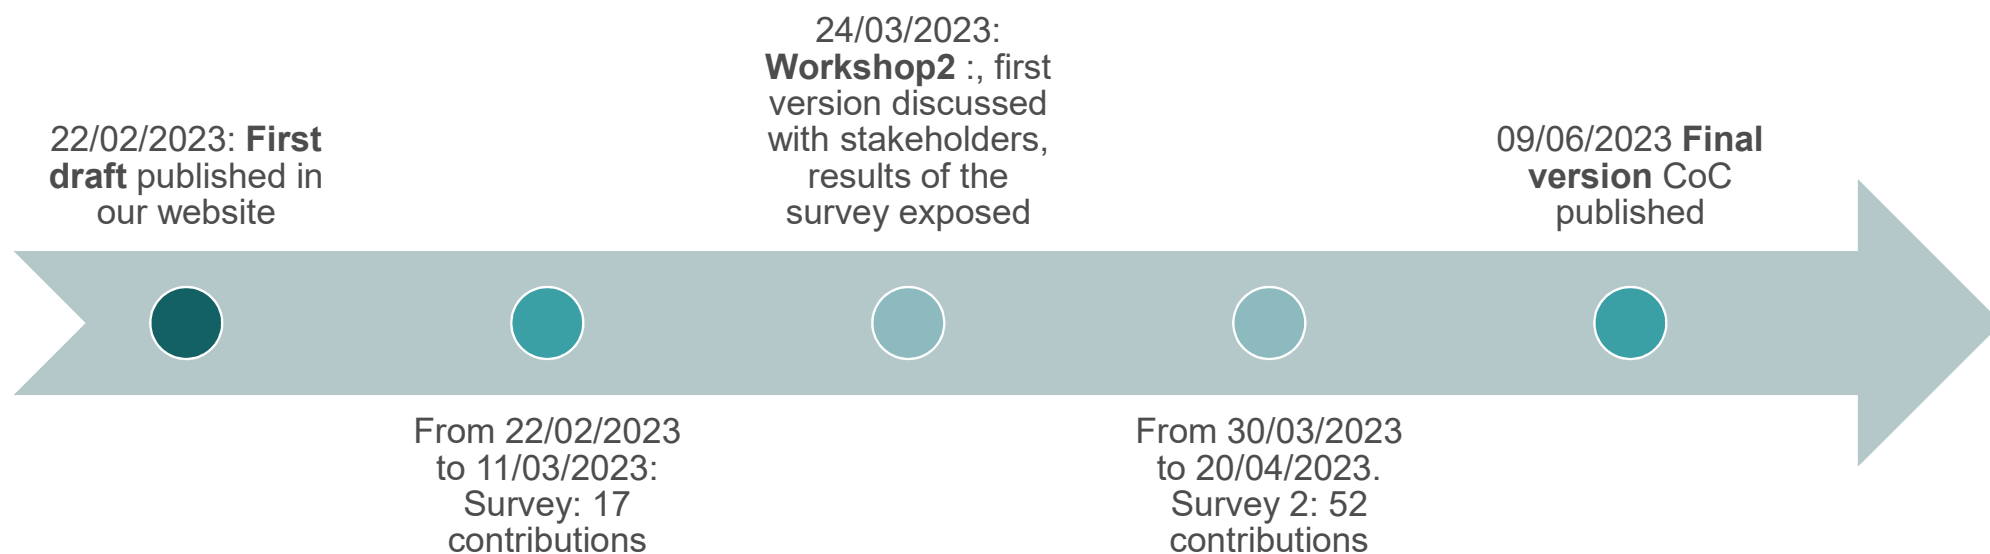 22/02/2023: First
draft published in
our website
From 22/02/2023
to 11/03/2023:
Survey: 17
contributions
24/03/2023:
Workshop2 :, first
version discussed
with stakeholders,
results of the
survey exposed
From 30/03/2023
to 20/04/2023.
Survey 2: 52
contributions
09/06/2023 Final
version CoC
published